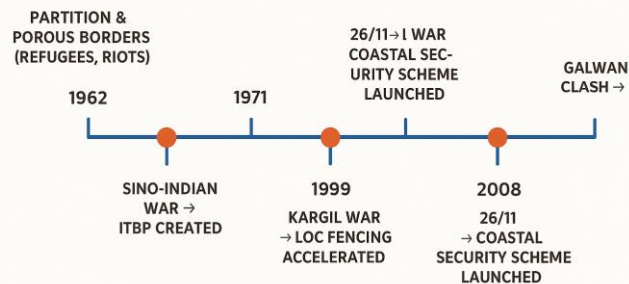 PARTITION &
POROUS BORDERS
(REFUGEES, RIOTS)
1962
1971
26/11→l WAR
COASTAL SEC-
URITY SCHEME
LAUNCHED
GALWAN
CLASH →
SINO-INDIAN
WAR →
ITBP CREATED
1999
KARGIL WAR
→ LOC FENCING
ACCELERATED
2008
26/11
→ COASTAL
SECURITY SCHEME
LAUNCHED